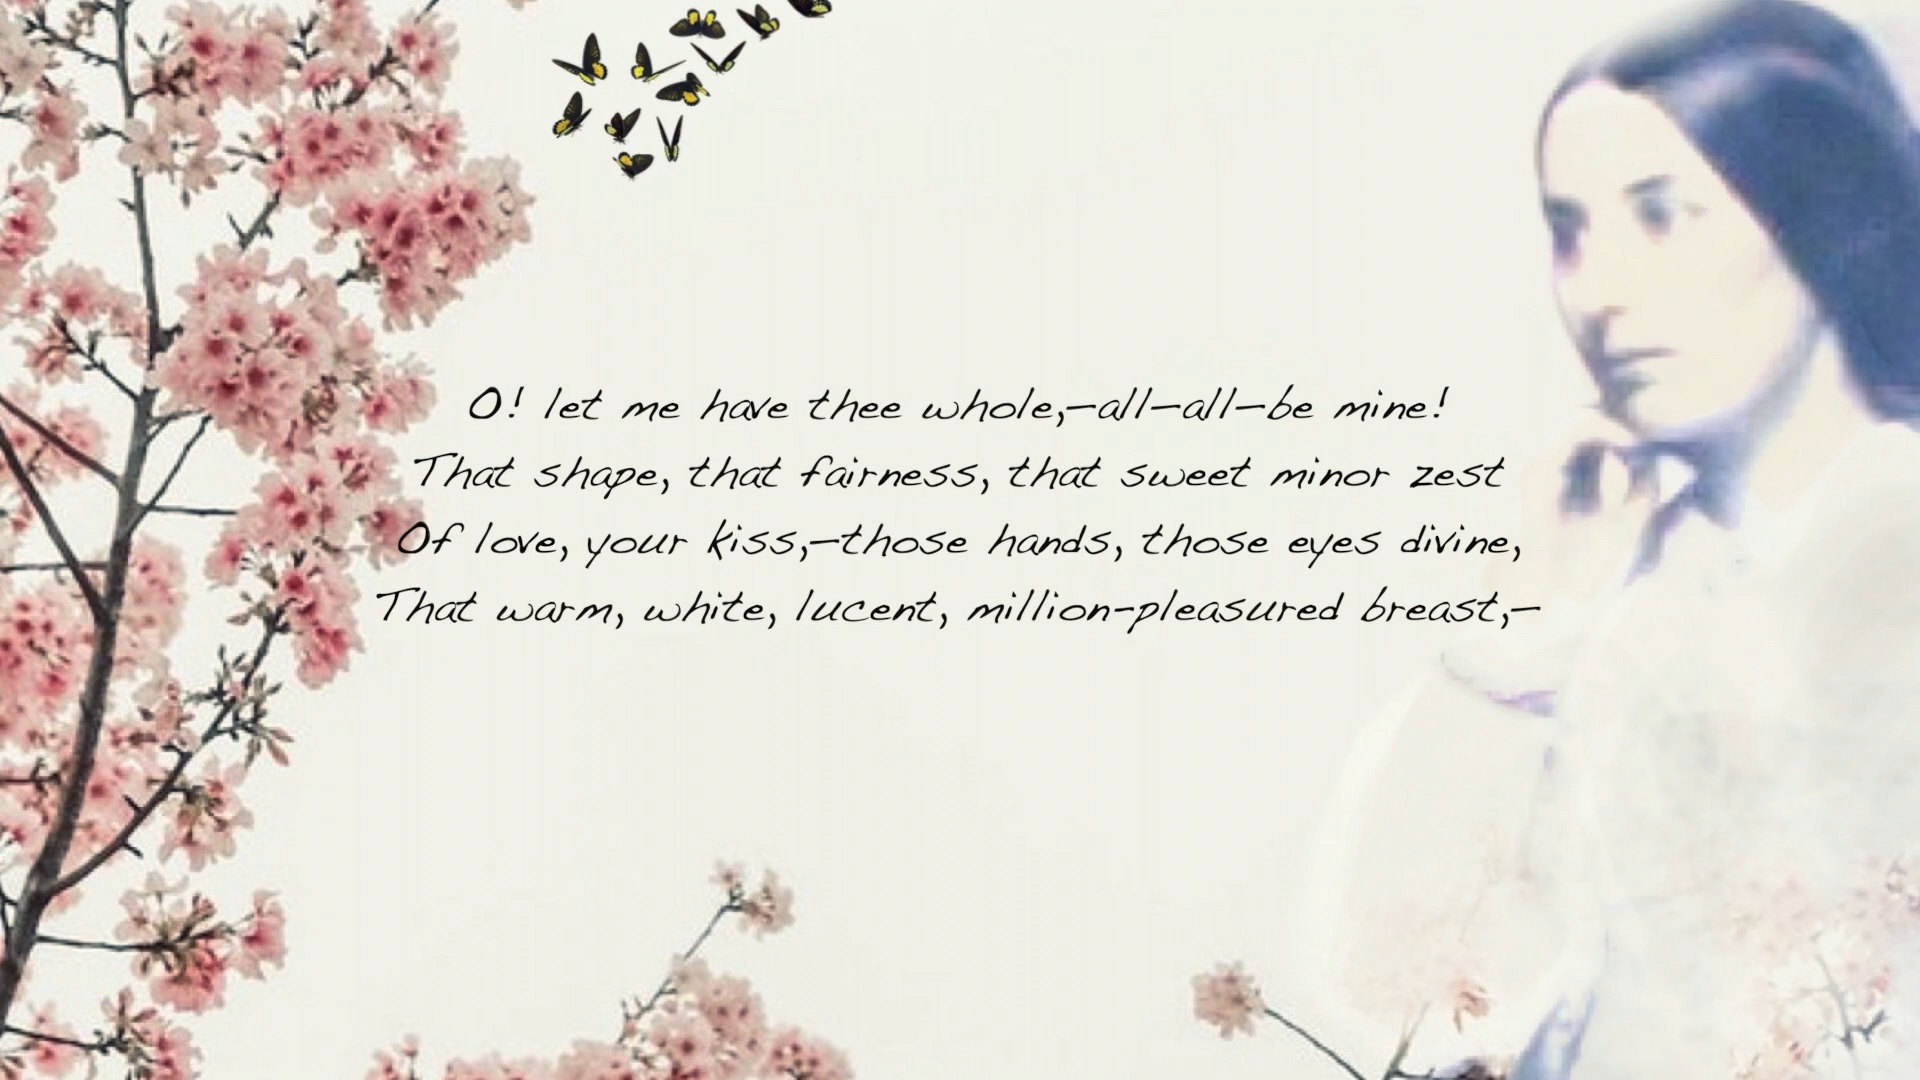 O! let me have thee whole,—all—all—be mine!
That shape, that fairness, that sweet minor zest
Of love, your kiss,—those hands, those eyes divine,
That warm, white, lucent, million-pleasured breast,—